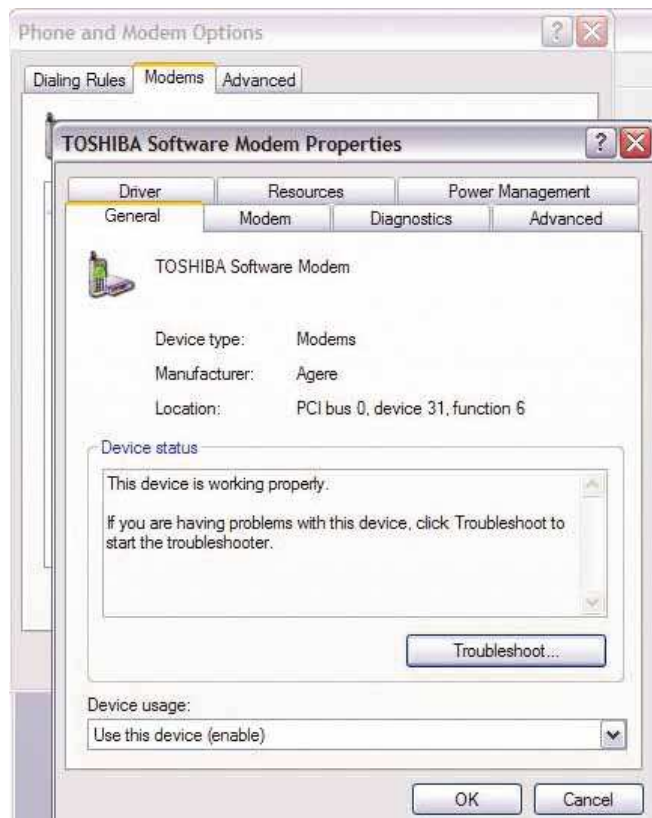 Phone and Modem Options
Dialing Rules Modems Advanced
TOSHIBA Software Modem Properties
Driver Resources Power Management
General Modem Diagnostics Advanced
TOSHIBA Software Modem
Device type: Modems
Manufacturer: Agere
Location: PCI bus 0, device 31, function 6
Device status
This device is working properly.
If you are having problems with this device, click Troubleshoot to
start the troubleshooter.
Troubleshoot...
Device usage:
Use this device (enable)
OK Cancel